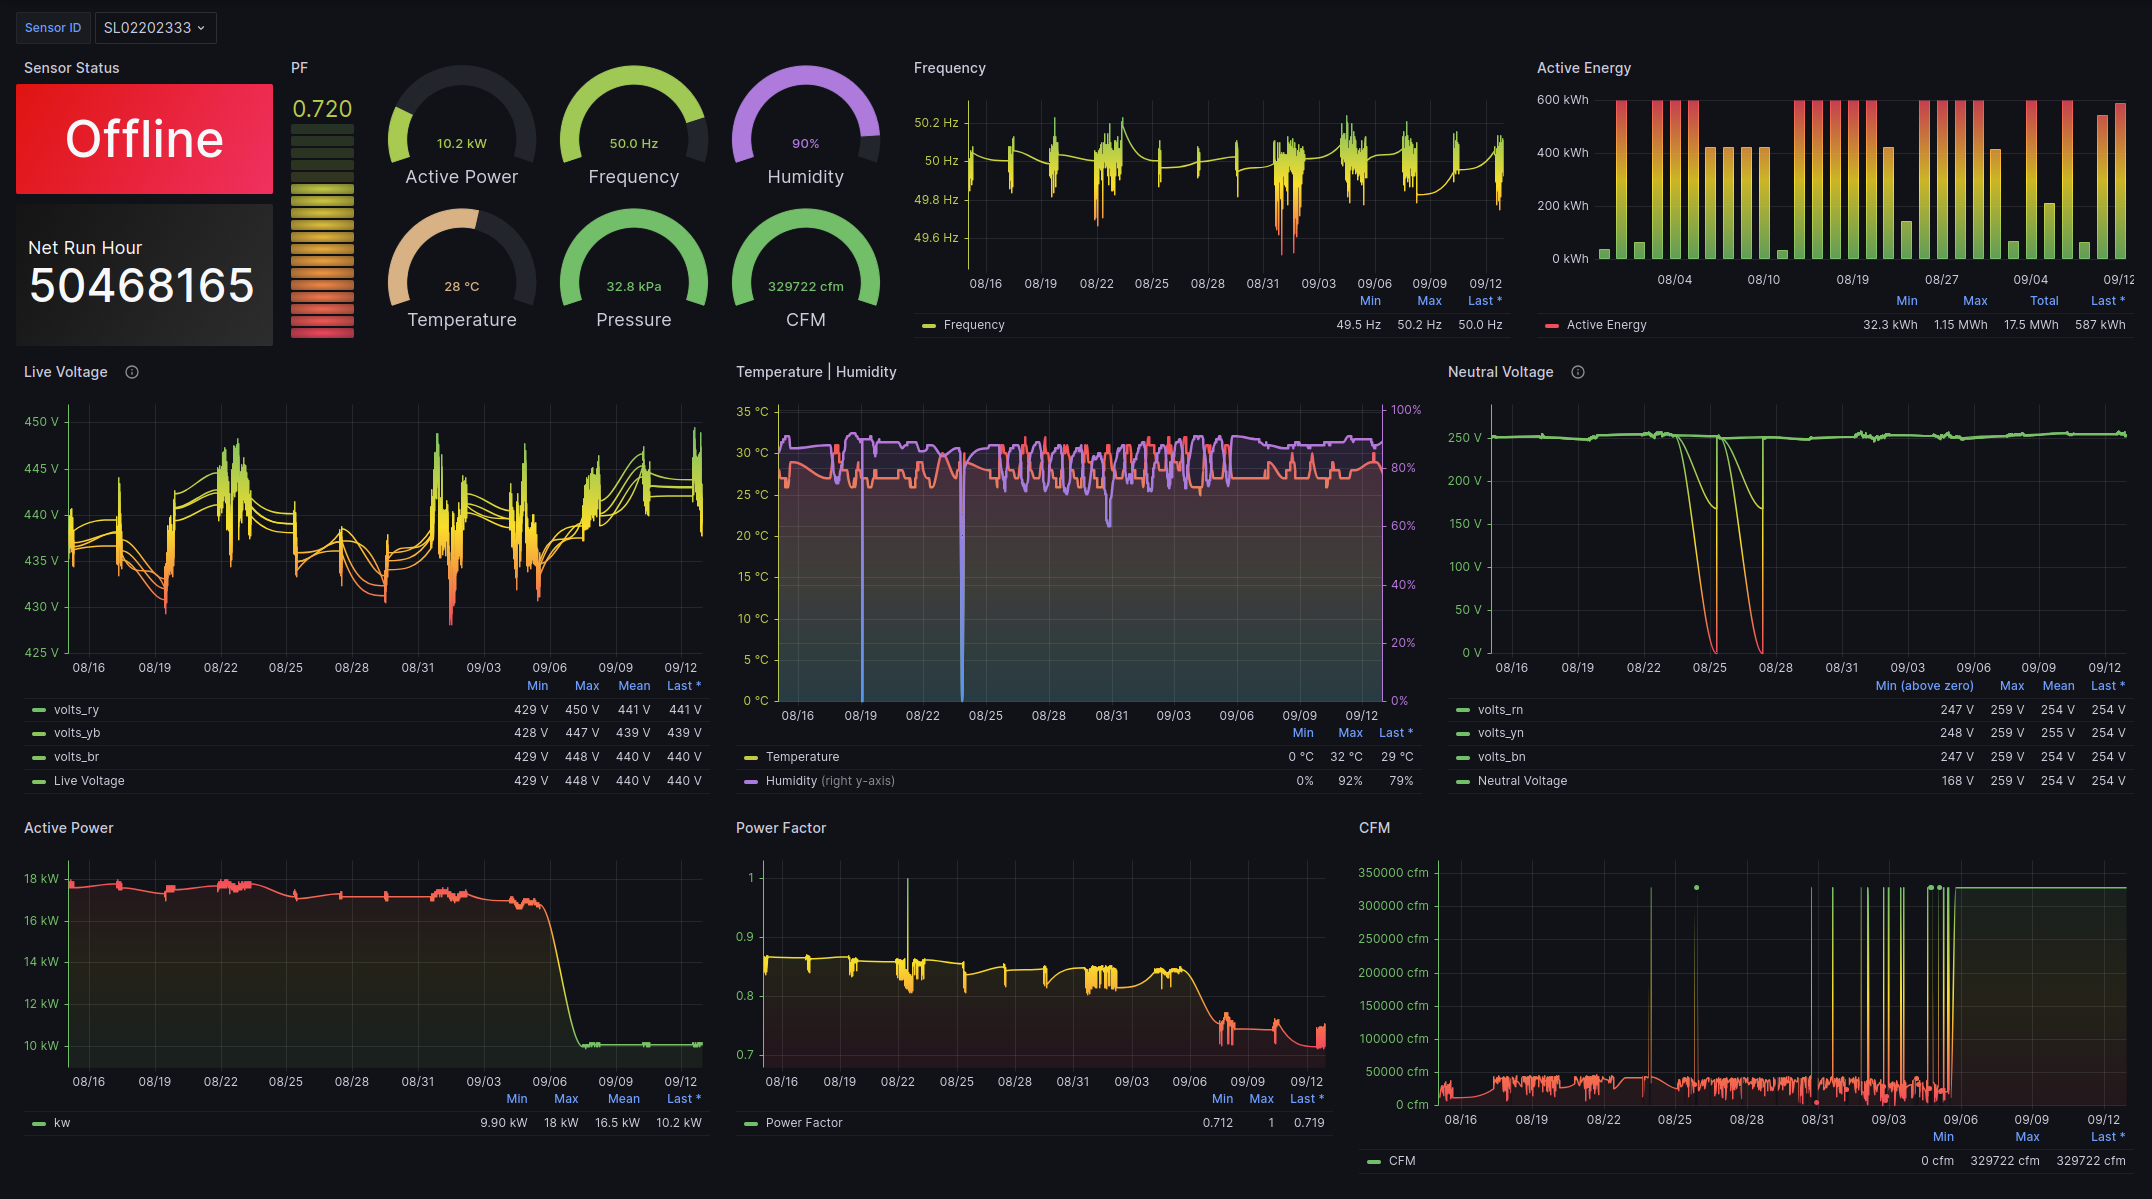 Sensor ID SL02202333
Sensor Status
Offline
Net Run Hour
50468165
PF
0.720
10.2 kW
Active Power
50.0 Hz
Frequency
90%
Humidity
28 °C
Temperature
32.8 kPa
Pressure
329722 cfm
CFM
Frequency
50.2 Hz
50 Hz
49.8 Hz
49.6 Hz
08/16 08/19 08/22 08/25 08/28 08/31 09/03 09/06 09/09 09/12
Min Max Last *
Frequency 49.5 Hz 50.2 Hz 50.0 Hz
Active Energy
600 kWh
400 kWh
200 kWh
0 kWh
08/04 08/10 08/19 08/27 09/04 09/12
Min Max Total Last *
Active Energy 32.3 kWh 1.15 MWh 17.5 MWh 587 kWh
Live Voltage
450 V
445 V
440 V
435 V
430 V
425 V
08/16 08/19 08/22 08/25 08/28 08/31 09/03 09/06 09/09 09/12
Min Max Mean Last *
volts_ry 429 V 450 V 441 V 441 V
volts_yb 428 V 447 V 439 V 439 V
volts_br 429 V 448 V 440 V 440 V
Live Voltage 429 V 448 V 440 V 440 V
Temperature | Humidity
35 °C 100%
30 °C
25 °C 80%
20 °C 60%
15 °C
10 °C 40%
5 °C 20%
0 °C 0%
08/16 08/19 08/22 08/25 08/28 08/31 09/03 09/06 09/09 09/12
Min Max Last *
Temperature 0 °C 32 °C 29 °C
Humidity (right y-axis) 0% 92% 79%
Neutral Voltage
250 V
200 V
150 V
100 V
50 V
0 V
08/16 08/19 08/22 08/25 08/28 08/31 09/03 09/06 09/09 09/12
Min (above zero) Max Mean Last *
volts_rn 247 V 259 V 254 V 254 V
volts_yn 248 V 259 V 255 V 254 V
volts_bn 247 V 259 V 254 V 254 V
Neutral Voltage 168 V 259 V 254 V 254 V
Active Power
18 kW
16 kW
14 kW
12 kW
10 kW
08/16 08/19 08/22 08/25 08/28 08/31 09/03 09/06 09/09 09/12
Min Max Mean Last *
kw 9.90 kW 18 kW 16.5 kW 10.2 kW
Power Factor
1
0.9
0.8
0.7
08/16 08/19 08/22 08/25 08/28 08/31 09/03 09/06 09/09 09/12
Min Max Last *
Power Factor 0.712 1 0.719
CFM
350000 cfm
300000 cfm
250000 cfm
200000 cfm
150000 cfm
100000 cfm
50000 cfm
0 cfm
08/16 08/19 08/22 08/25 08/28 08/31 09/03 09/06 09/09 09/12
Min Max Last *
CFM 0 cfm 329722 cfm 329722 cfm